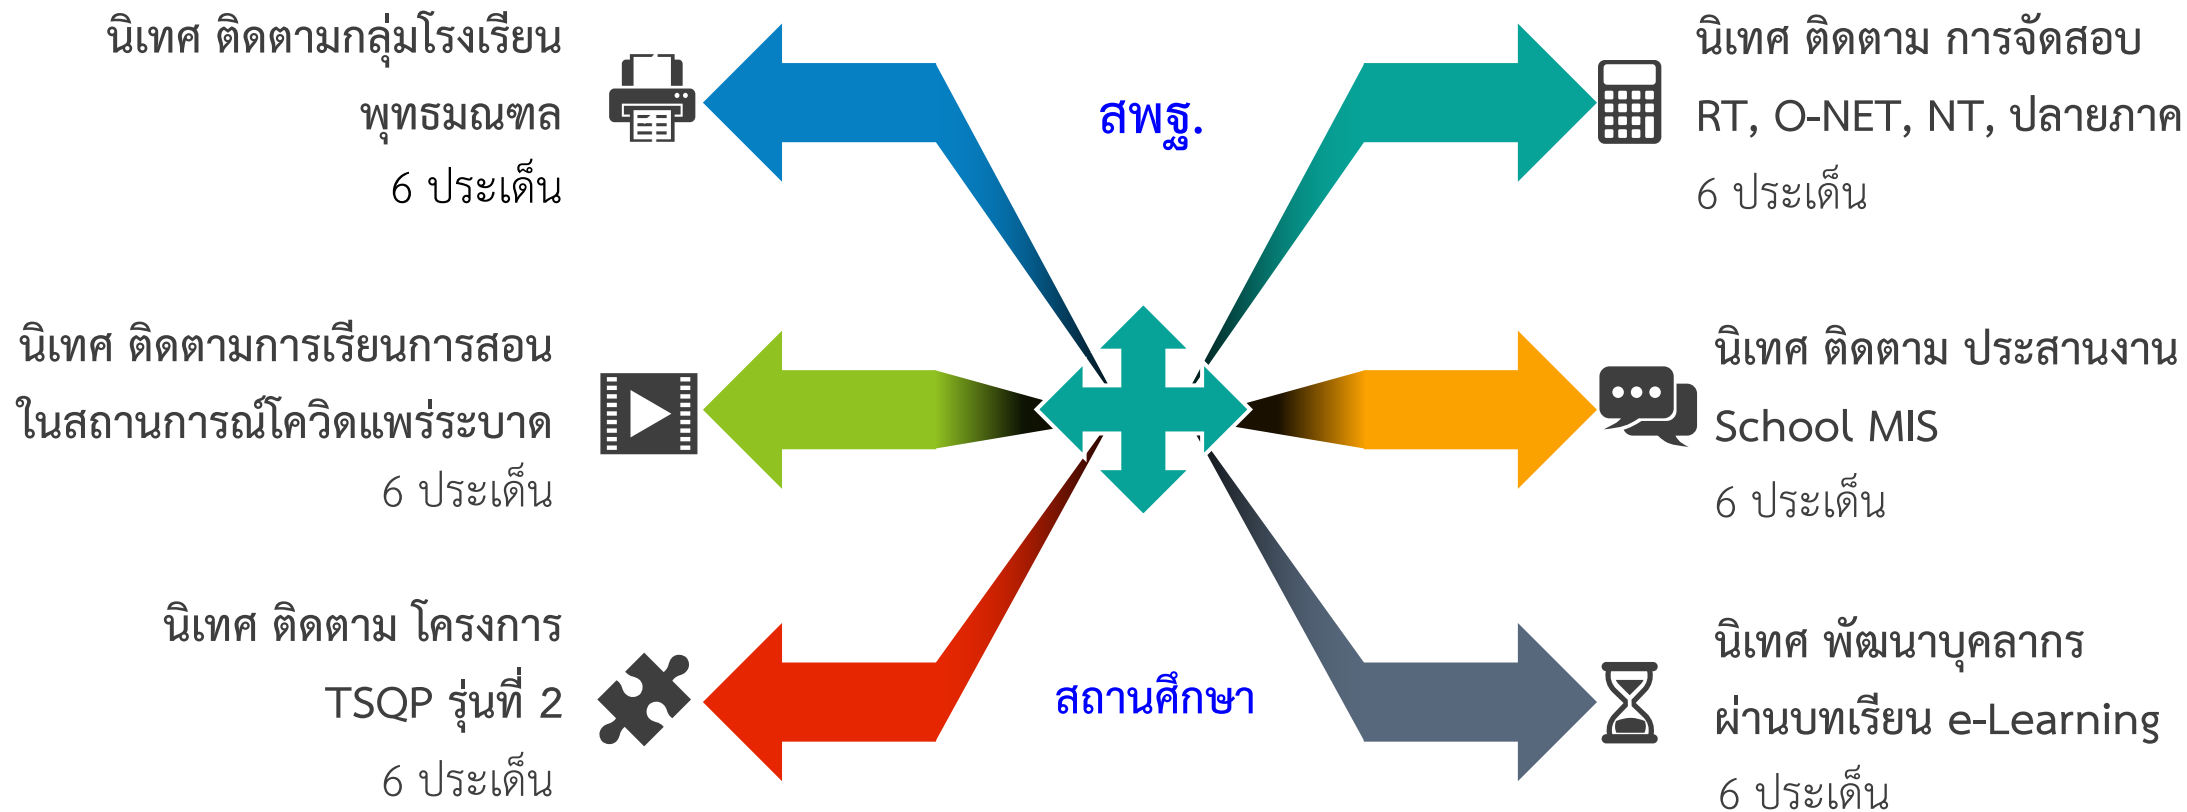 นิเทศ ติดตามกลุ่มโรงเรียน
พุทธมณฑล
6 ประเด็น
สพฐ.
นิเทศ ติดตาม การจัดสอบ
RT, O-NET, NT, ปลายภาค
6 ประเด็น
นิเทศ ติดตามการเรียนการสอน
ในสถานการณ์โควิดแพร่ระบาด
6 ประเด็น
นิเทศ ติดตาม ประสานงาน
School MIS
6 ประเด็น
นิเทศ ติดตาม โครงการ
TSQP รุ่นที่ 2
6 ประเด็น
สถานศึกษา
นิเทศ พัฒนาบุคลากร
ผ่านบทเรียน e-Learning
6 ประเด็น